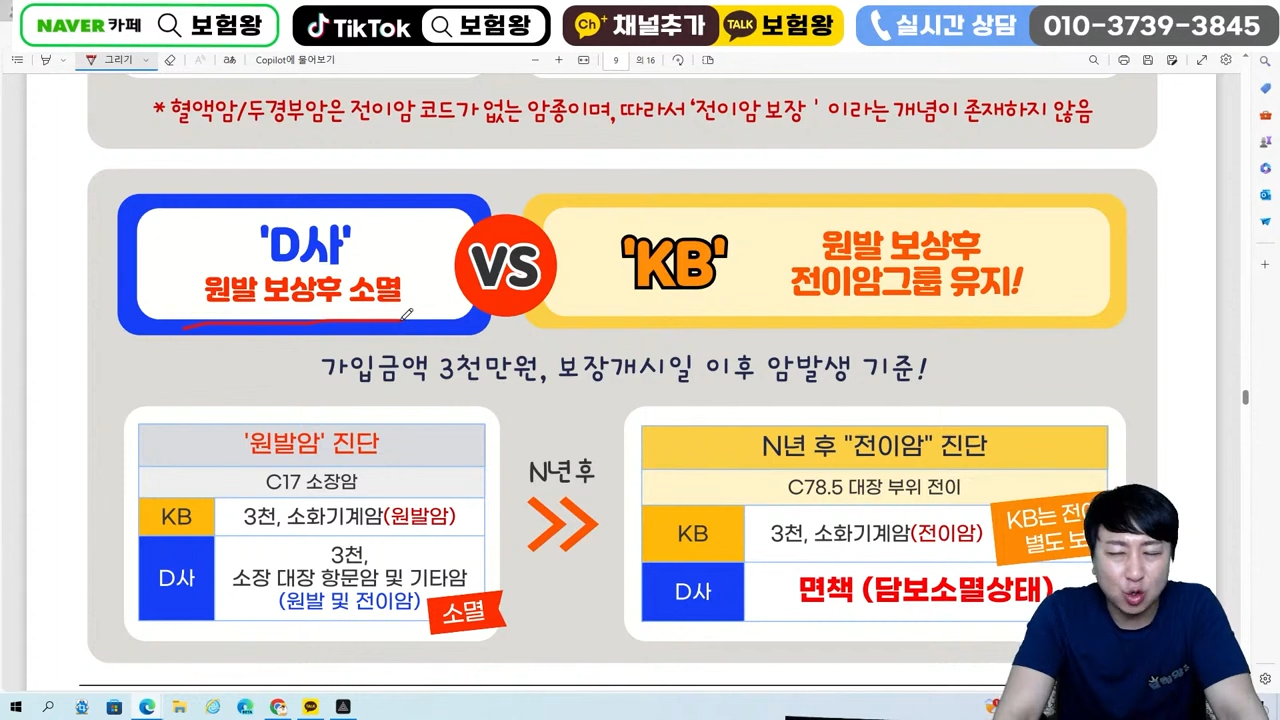 NAVER 카페 보험왕
TikTok 보험왕
Ch+ 채널추가 TALK 보험왕
실시간 상담 010-3739-3845
그리기
Copilot에 물어보기
9 의 16
* 혈액암/두경부암은 전이암 코드가 없는 암종이며, 따라서 ‘전이암 보장 ' 이라는 개념이 존재하지 않음
'D사'
원발 보상후 소멸
VS
'KB'
원발 보상후
전이암그룹 유지!
가입금액 3천만원, 보장개시일 이후 암발생 기준!
'원발암' 진단
C17 소장암
KB 3천, 소화기계암(원발암)
D사 3천,
소장 대장 항문암 및 기타암
(원발 및 전이암)
소멸
N년 후
N년 후 "전이암" 진단
C78.5 대장 부위 전이
KB 3천, 소화기계암(전이암)
KB는
별도
D사 면책 (담보소멸상태)